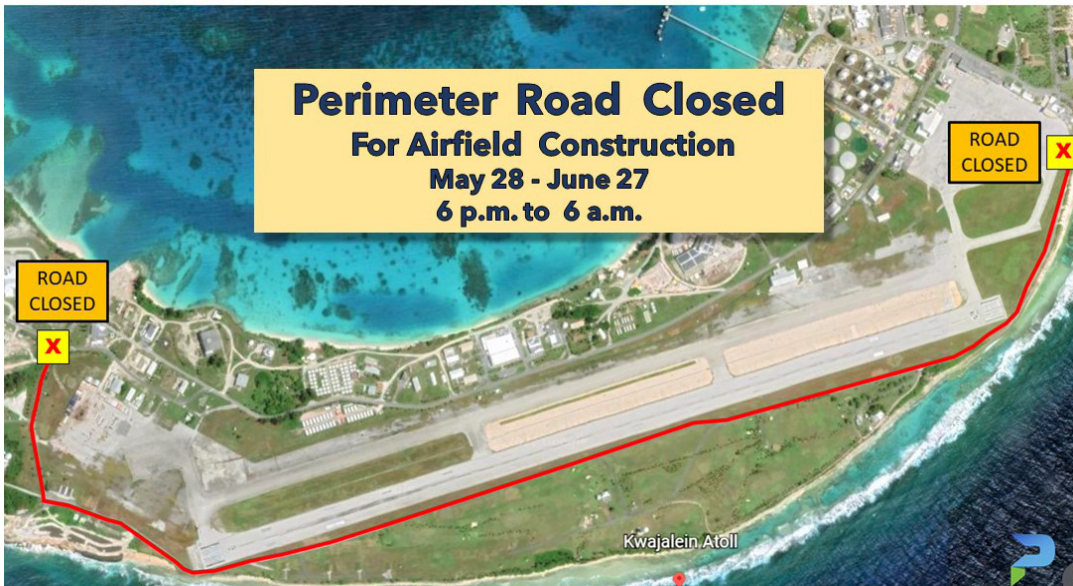 Perimeter Road Closed
For Airfield Construction
May 28 - June 27
6 p.m. to 6 a.m.
ROAD
CLOSED
X
ROAD
CLOSED
X
Kwajalein Atoll